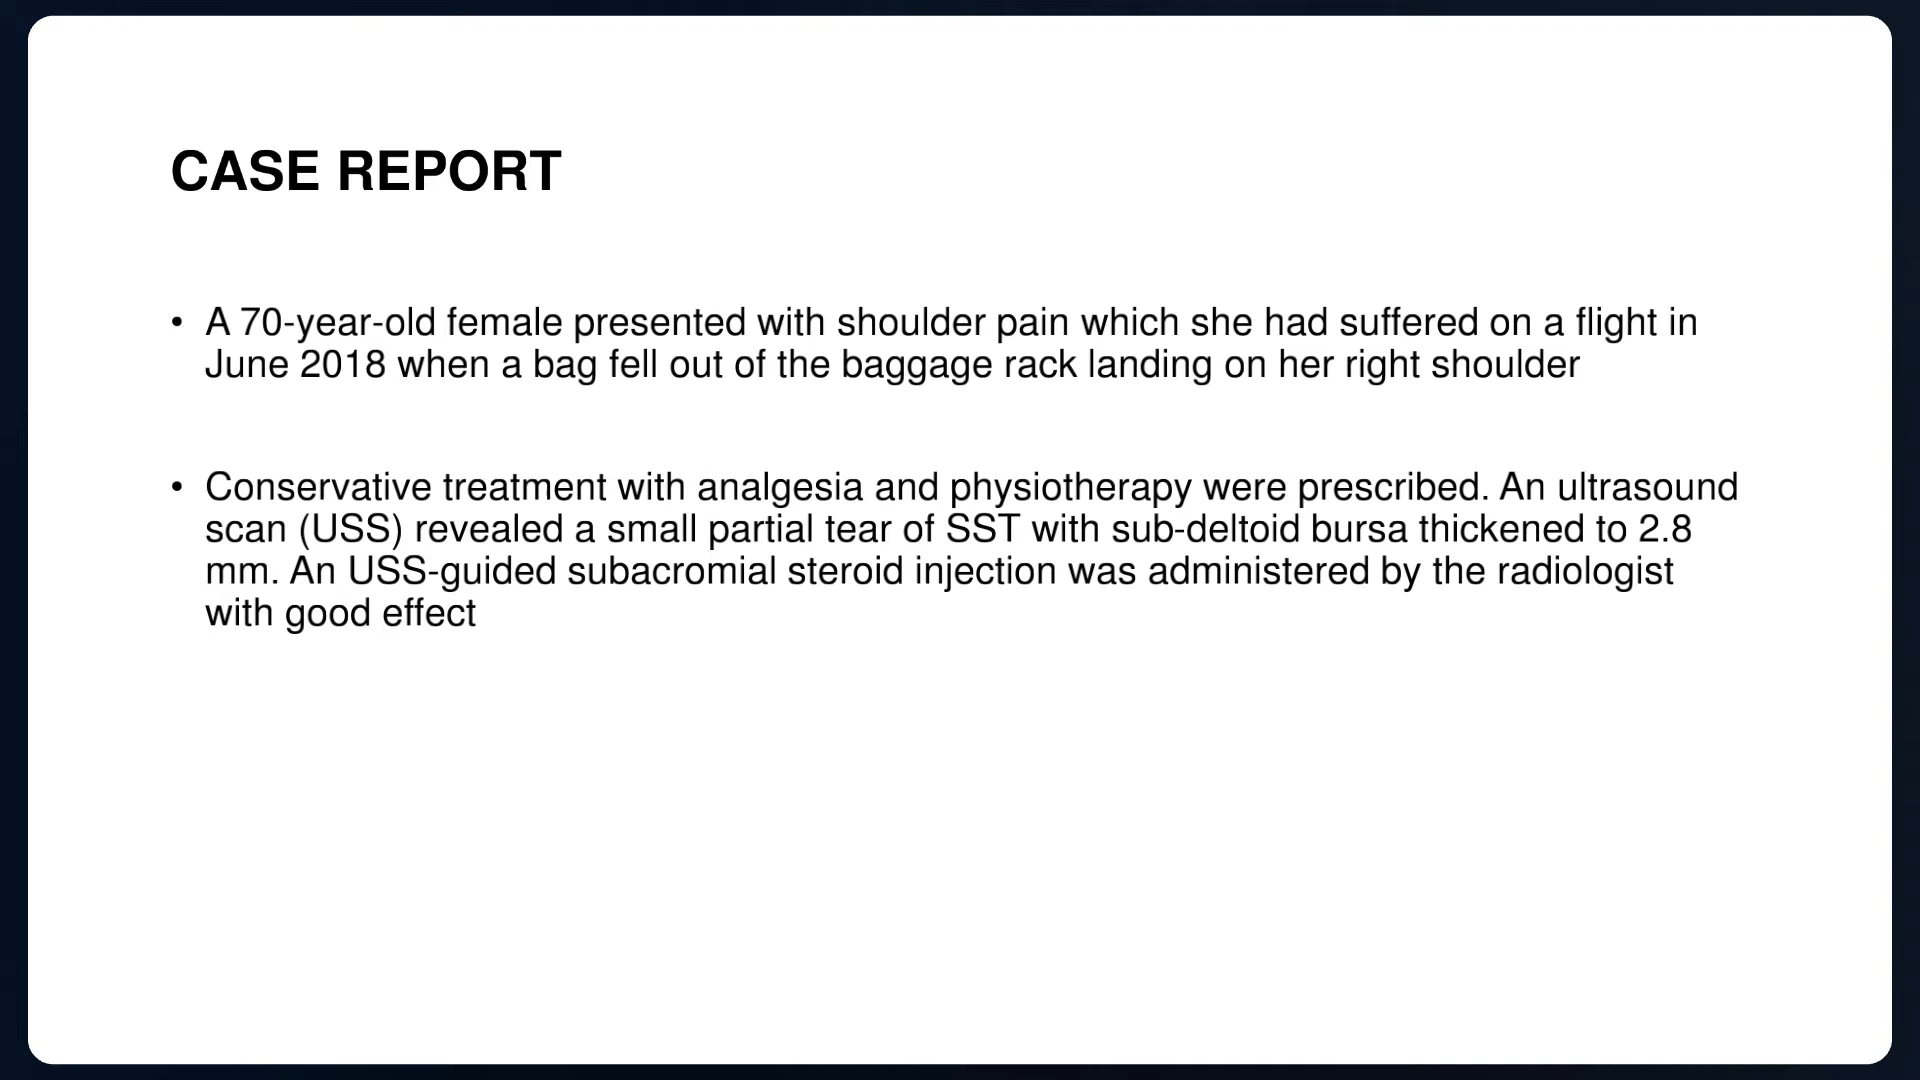 CASE REPORT
• A 70-year-old female presented with shoulder pain which she had suffered on a flight in
June 2018 when a bag fell out of the baggage rack landing on her right shoulder
• Conservative treatment with analgesia and physiotherapy were prescribed. An ultrasound
scan (USS) revealed a small partial tear of SST with sub-deltoid bursa thickened to 2.8
mm. An USS-guided subacromial steroid injection was administered by the radiologist
with good effect